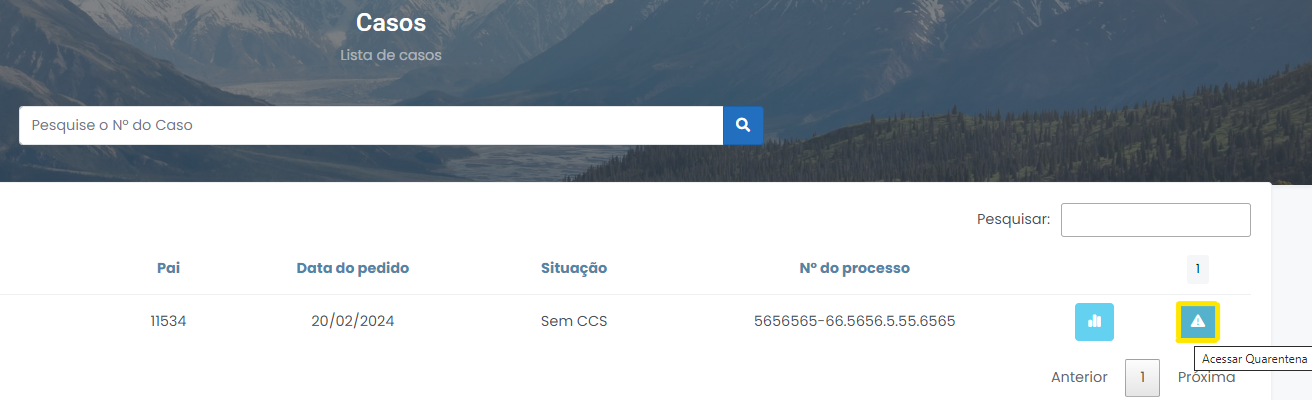 Casos
Lista de casos
Pesquise o Nº do Caso
Pesquisar:
Pai Data do pedido Situação Nº do processo 1
11534 20/02/2024 Sem CCS 5656565-66.5656.5.55.6565
Acessar Quarentena
Anterior 1 Próxima